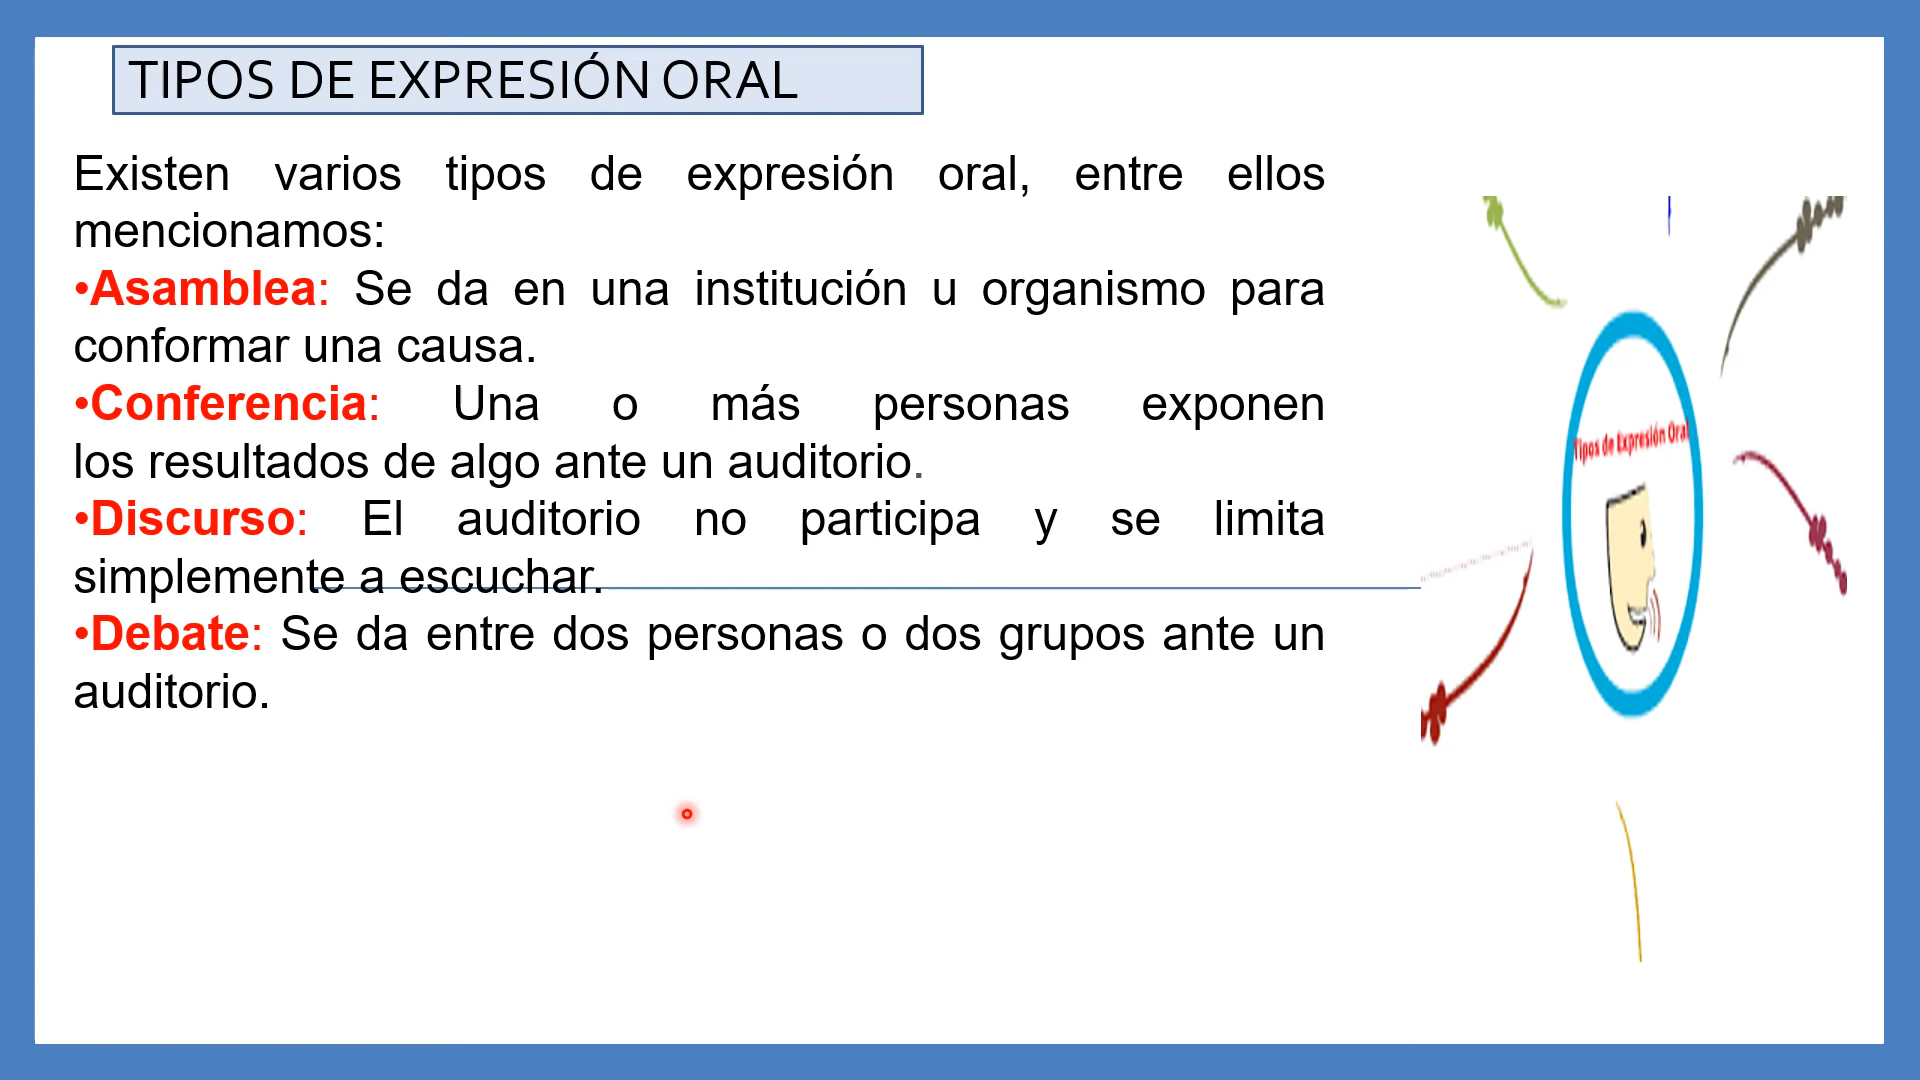 TIPOS DE EXPRESIÓN ORAL
Existen varios tipos de expresión oral, entre ellos
mencionamos:
•Asamblea: Se da en una institución u organismo para
conformar una causa.
•Conferencia: Una o más personas exponen
los resultados de algo ante un auditorio.
•Discurso: El auditorio no participa y se limita
simplemente a escuchar.
•Debate: Se da entre dos personas o dos grupos ante un
auditorio.
Tipos de Expresión Oral